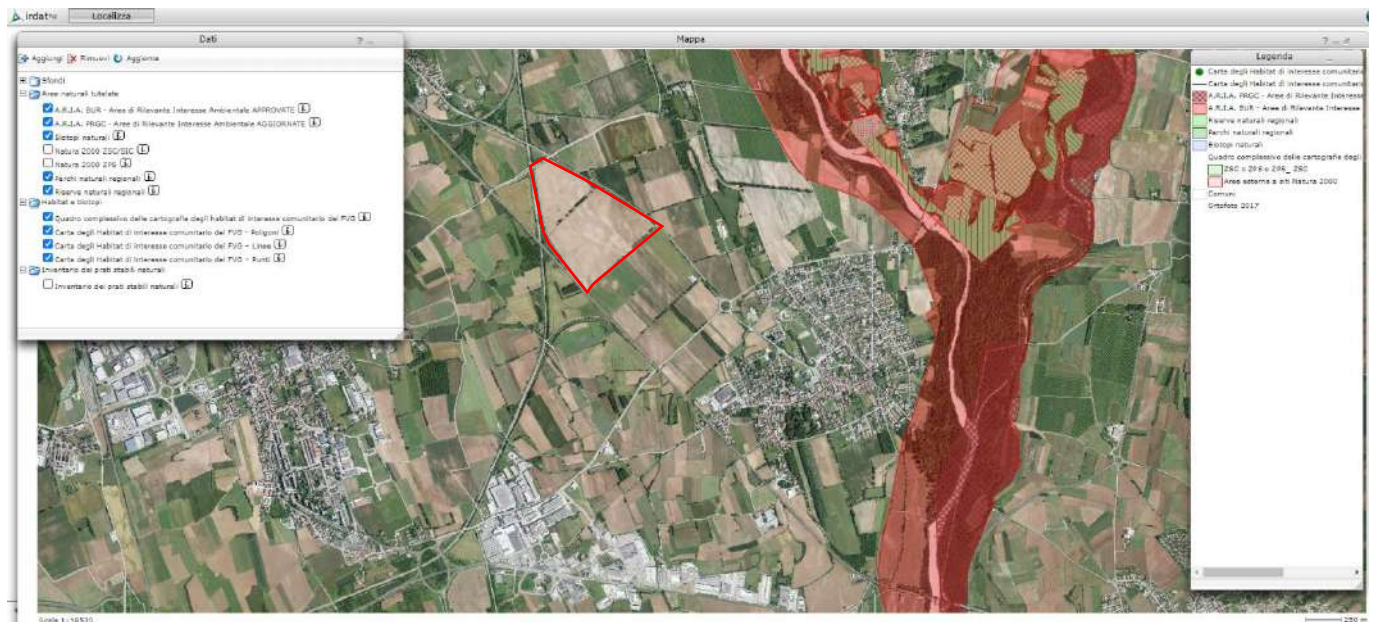 irdat
Localizza
Dati
? _
Aggiungi Rimuovi Aggiorna
Sfondi
Aree naturali tutelate
A.R.I.A. BUR - Aree di Rilevante Interesse Ambientale APPROVATE
A.R.I.A. PRGC - Aree di Rilevante Interesse Ambientale AGGIORNATE
Biotopi naturali
Natura 2000 ZSC/SIC
Natura 2000 ZPS
Parchi naturali regionali
Riserve naturali regionali
Habitat e biotopi
Quadro complessivo delle cartografie degli habitat di interesse comunitario del FVG
Carta degli Habitat di interesse comunitario del FVG - Poligoni
Carta degli Habitat di interesse comunitario del FVG - Linee
Carta degli Habitat di interesse comunitario del FVG - Punti
Inventario dei prati stabili naturali
Inventario dei prati stabili naturali
Mappa
Legenda
Carta degli Habitat di interesse comunitario
Carta degli Habitat di interesse comunitario
A.R.I.A. PRGC - Aree di Rilevante Interesse
A.R.I.A. BUR - Aree di Rilevante Interesse
Riserve naturali regionali
Parchi naturali regionali
Biotopi naturali
Quadro complessivo delle cartografie degli
ZSC o ZPS o ZPS_ ZSC
Aree esterne a siti Natura 2000
Comuni
Ortofoto 2017
250 m